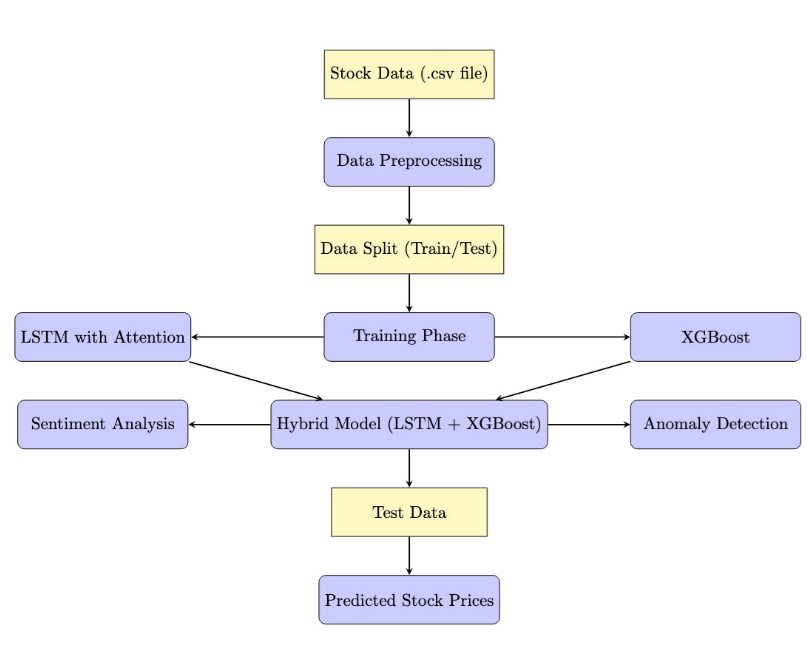 Stock Data (.csv file)
Data Preprocessing
Data Split (Train/Test)
LSTM with Attention
Training Phase
XGBoost
Sentiment Analysis
Hybrid Model (LSTM + XGBoost)
Anomaly Detection
Test Data
Predicted Stock Prices